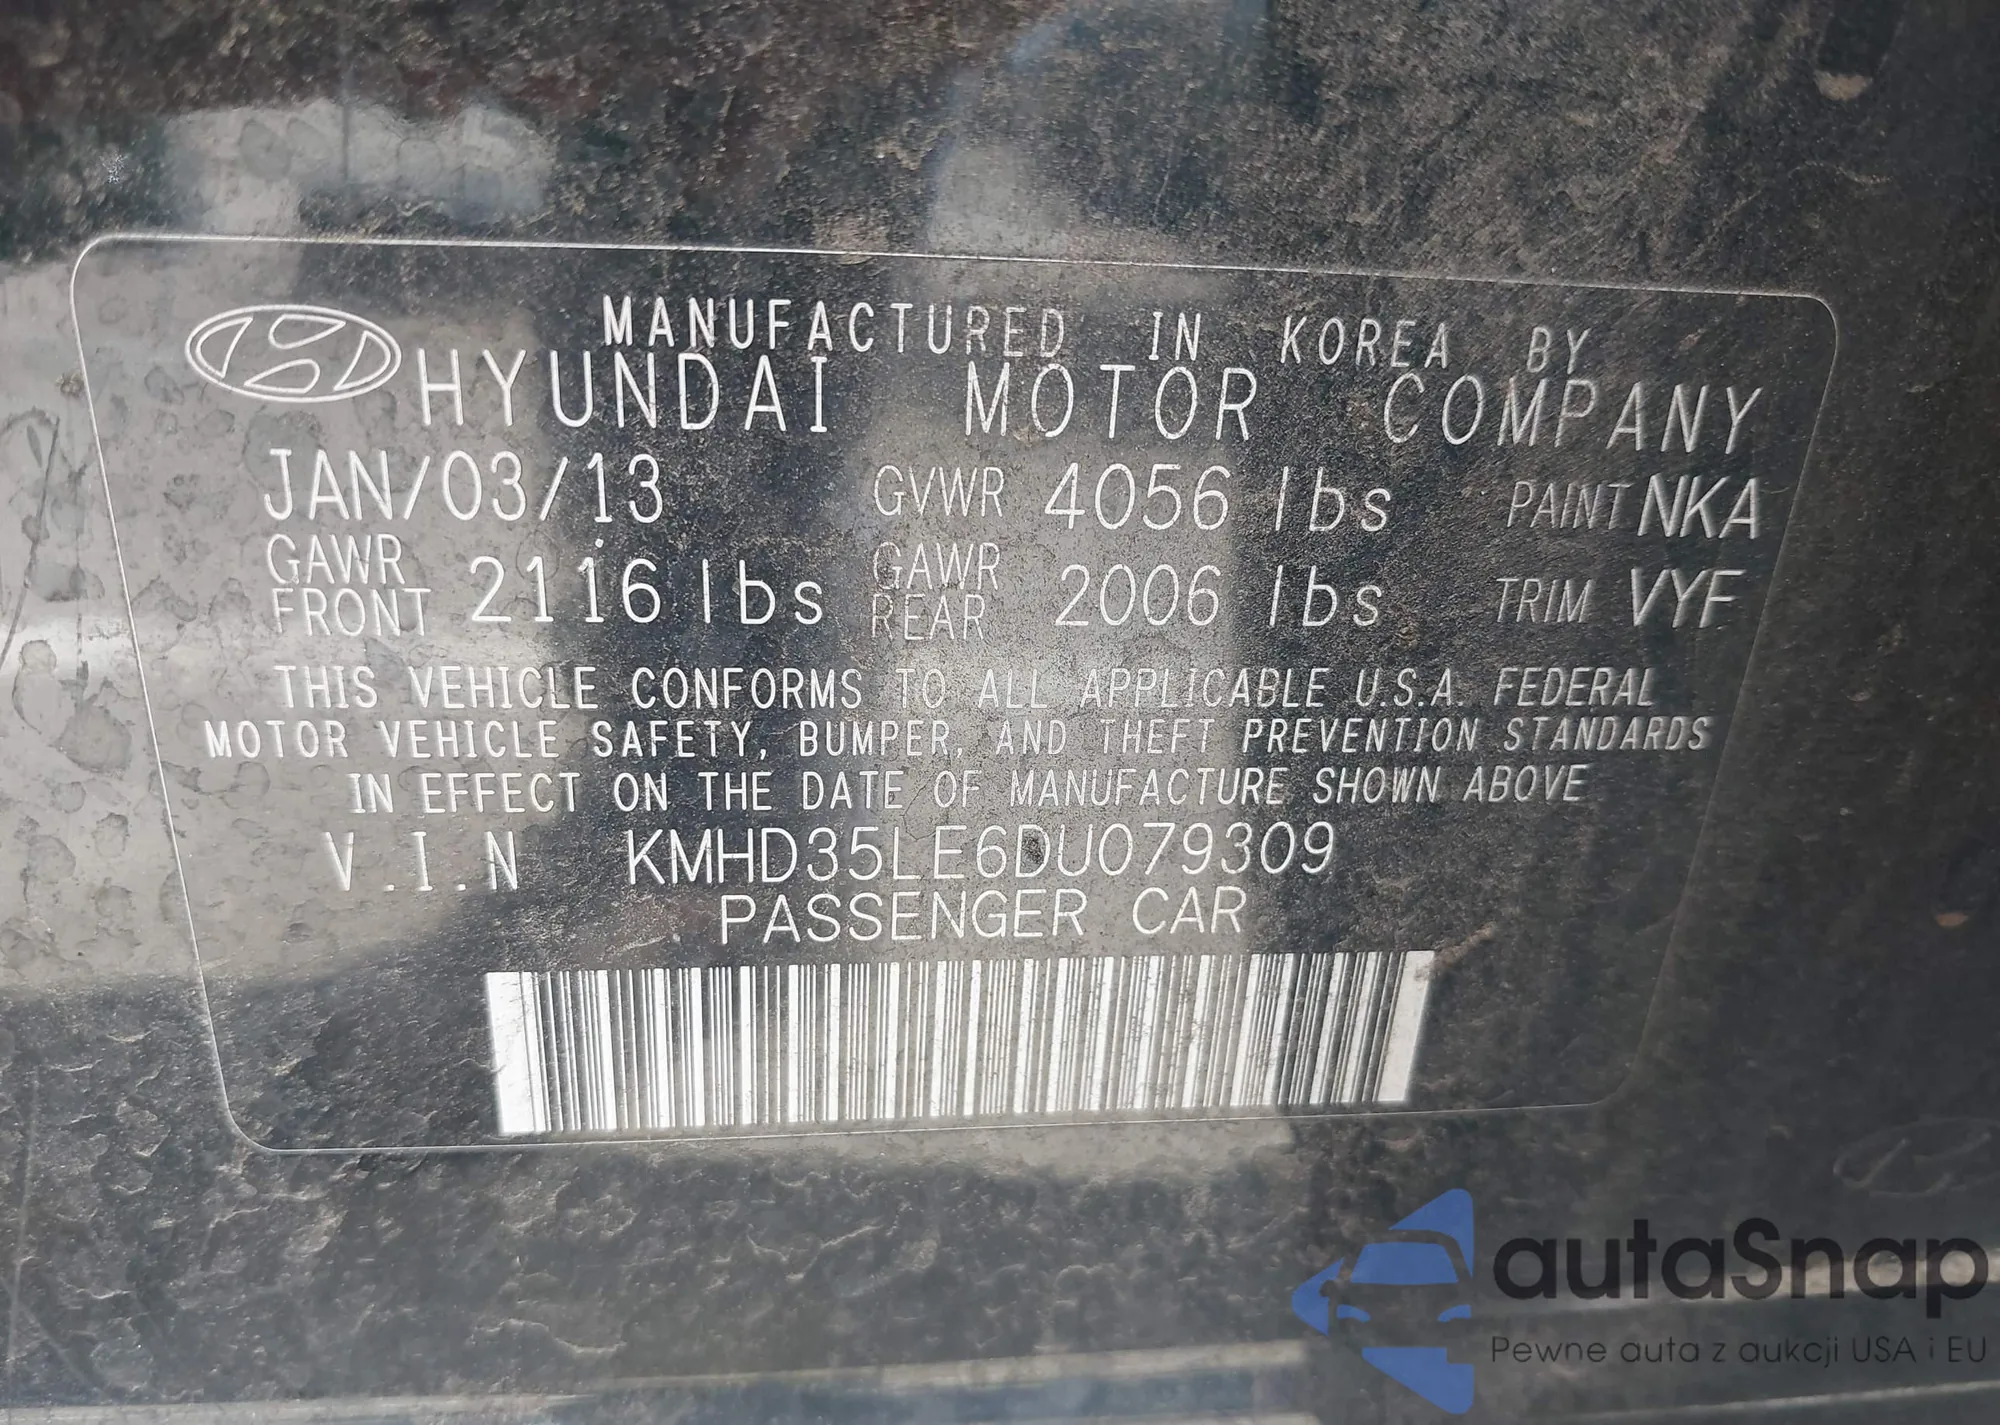 MANUFACTURED IN KOREA BY
HYUNDAI MOTOR COMPANY
JAN/03/13 GVWR 4056 lbs PAINT NKA
GAWR FRONT 2116 lbs GAWR REAR 2006 lbs TRIM VYF
THIS VEHICLE CONFORMS TO ALL APPLICABLE U.S.A. FEDERAL
MOTOR VEHICLE SAFETY, BUMPER, AND THEFT PREVENTION STANDARDS
IN EFFECT ON THE DATE OF MANUFACTURE SHOWN ABOVE
V.I.N KMHD35LE6DU079309
PASSENGER CAR
autaSnap
Pewne auta z aukcji USA i EU